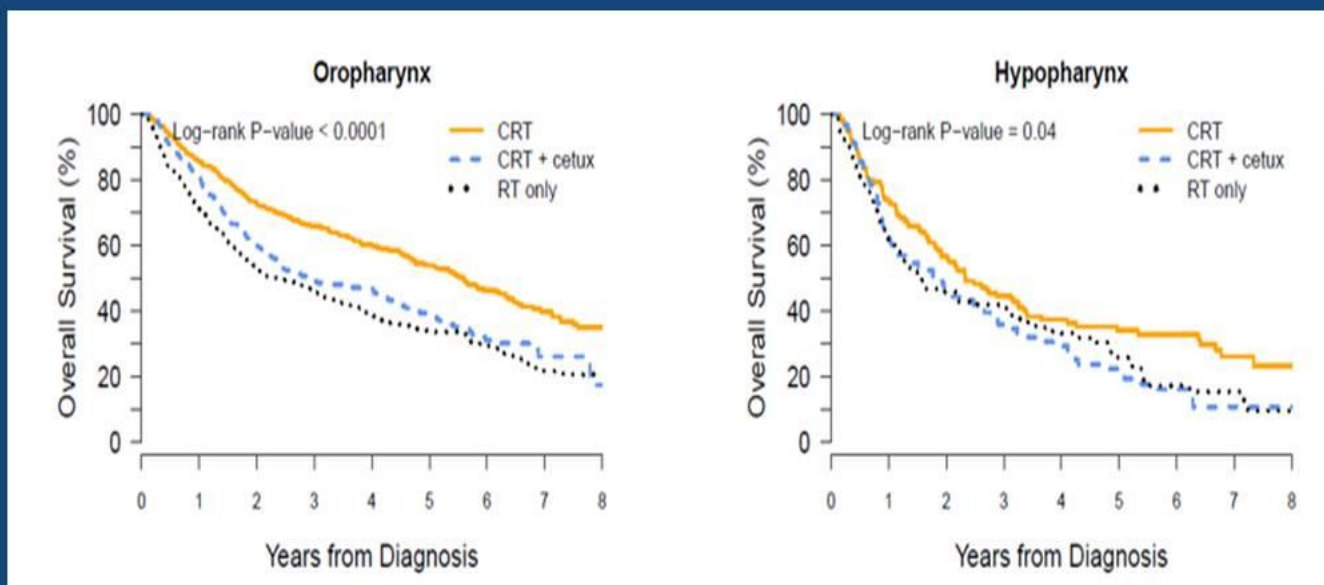 Oropharynx
Overall Survival (%)
100
80
60
40
20
0
Log-rank P-value < 0.0001
CRT
CRT + cetux
RT only
0 1 2 3 4 5 6 7 8
Years from Diagnosis
Hypopharynx
Overall Survival (%)
100
80
60
40
20
0
Log-rank P-value = 0.04
CRT
CRT + cetux
RT only
0 1 2 3 4 5 6 7 8
Years from Diagnosis